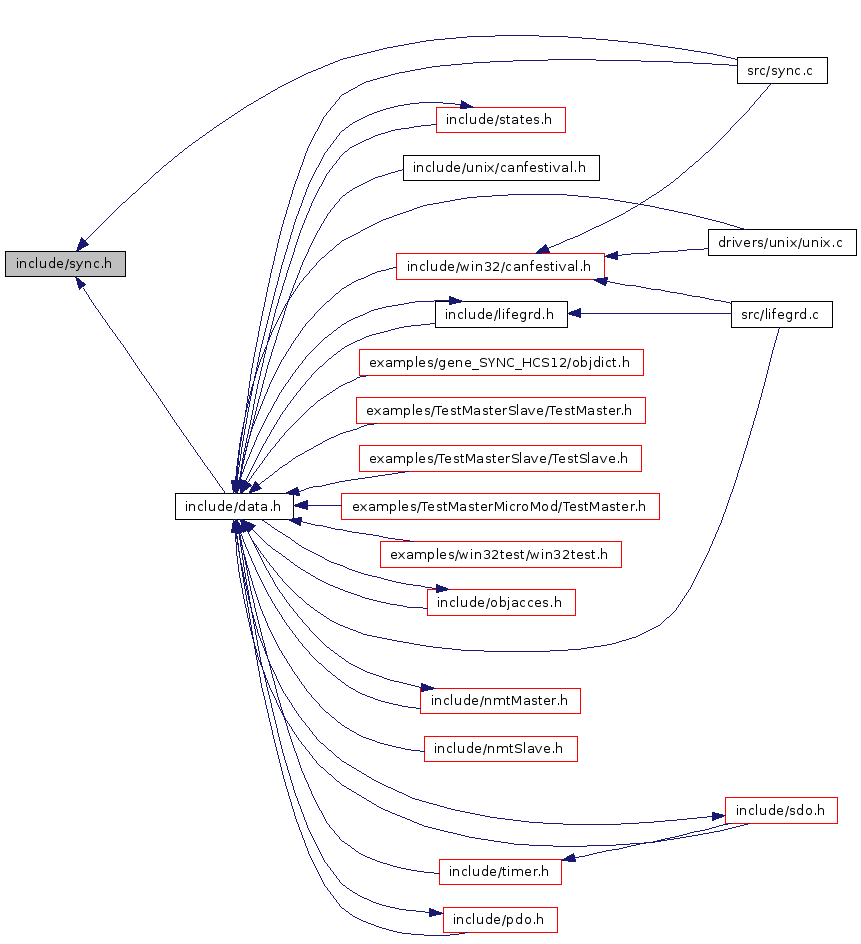 src/sync.c
include/states.h
include/unix/canfestival.h
drivers/unix/unix.c
include/sync.h
include/win32/canfestival.h
include/lifegrd.h
src/lifegrd.c
examples/gene_SYNC_HCS12/objdict.h
examples/TestMasterSlave/TestMaster.h
examples/TestMasterSlave/TestSlave.h
include/data.h
examples/TestMasterMicroMod/TestMaster.h
examples/win32test/win32test.h
include/objacces.h
include/nmtMaster.h
include/nmtSlave.h
include/sdo.h
include/timer.h
include/pdo.h